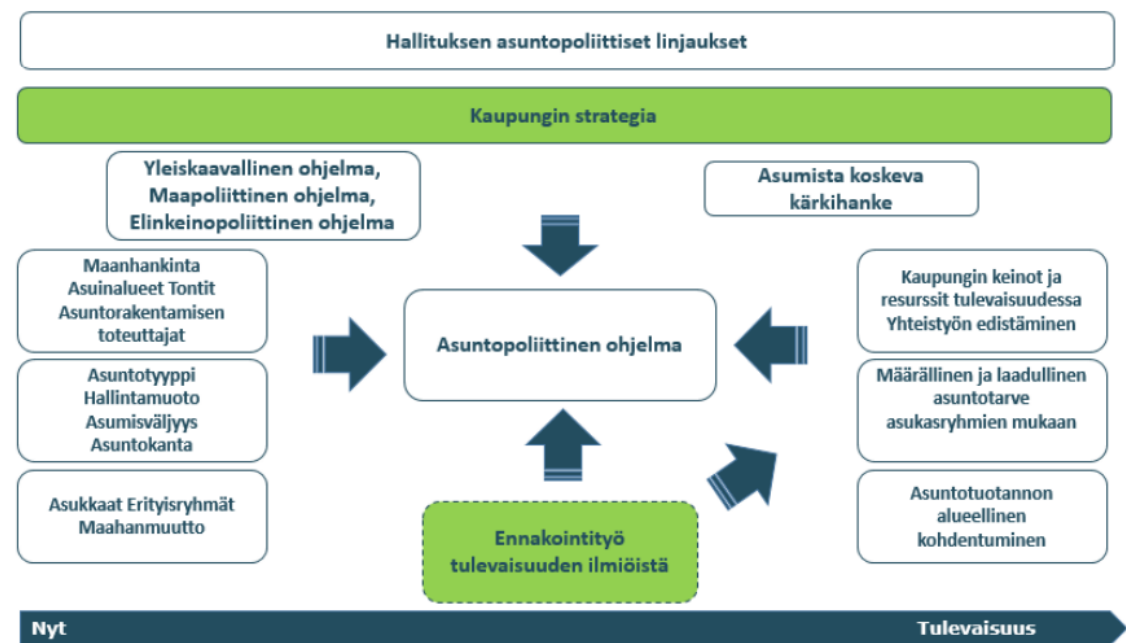 Hallituksen asuntopoliittiset linjaukset
Kaupungin strategia
Yleiskaavallinen ohjelma,
Maapoliittinen ohjelma,
Elinkeinopoliittinen ohjelma
Asumista koskeva
kärkihanke
Maanhankinta
Asuinalueet Tontit
Asuntorakentamisen
toteuttajat
Asuntotyyppi
Hallintamuoto
Asumisväljyys
Asuntokanta
Asukkaat Erityisryhmät
Maahanmuutto
Asuntopoliittinen ohjelma
Ennakointityö
tulevaisuuden ilmiöistä
Kaupungin keinot ja
resurssit tulevaisuudessa
Yhteistyön edistäminen
Määrällinen ja laadullinen
asuntotarve
asukasryhmien mukaan
Asuntotuotannon
alueellinen
kohdentuminen
Nyt
Tulevaisuus